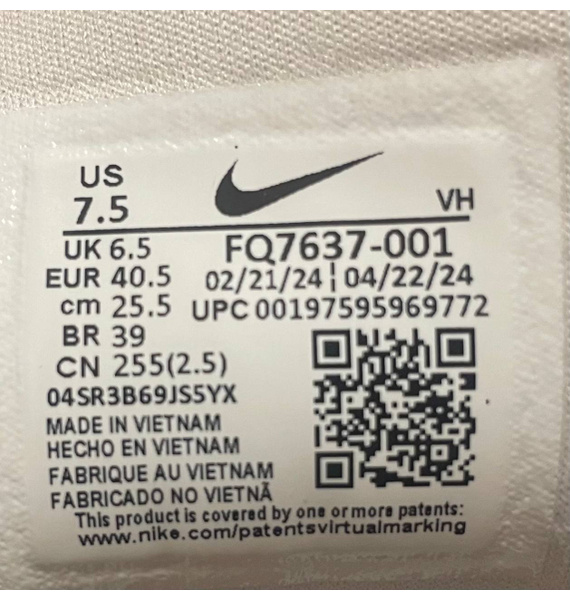 US
7.5
VH
UK 6.5
FQ7637-001
EUR 40.5
02/21/24 ¦ 04/22/24
cm 25.5
UPC 00197595969772
BR 39
CN 255(2.5)
04SR3B69JS5YX
MADE IN VIETNAM
HECHO EN VIETNAM
FABRIQUE AU VIETNAM
FABRICADO NO VIETNÃ
This product is covered by one or more patents:
www.nike.com/patentsvirtualmarking